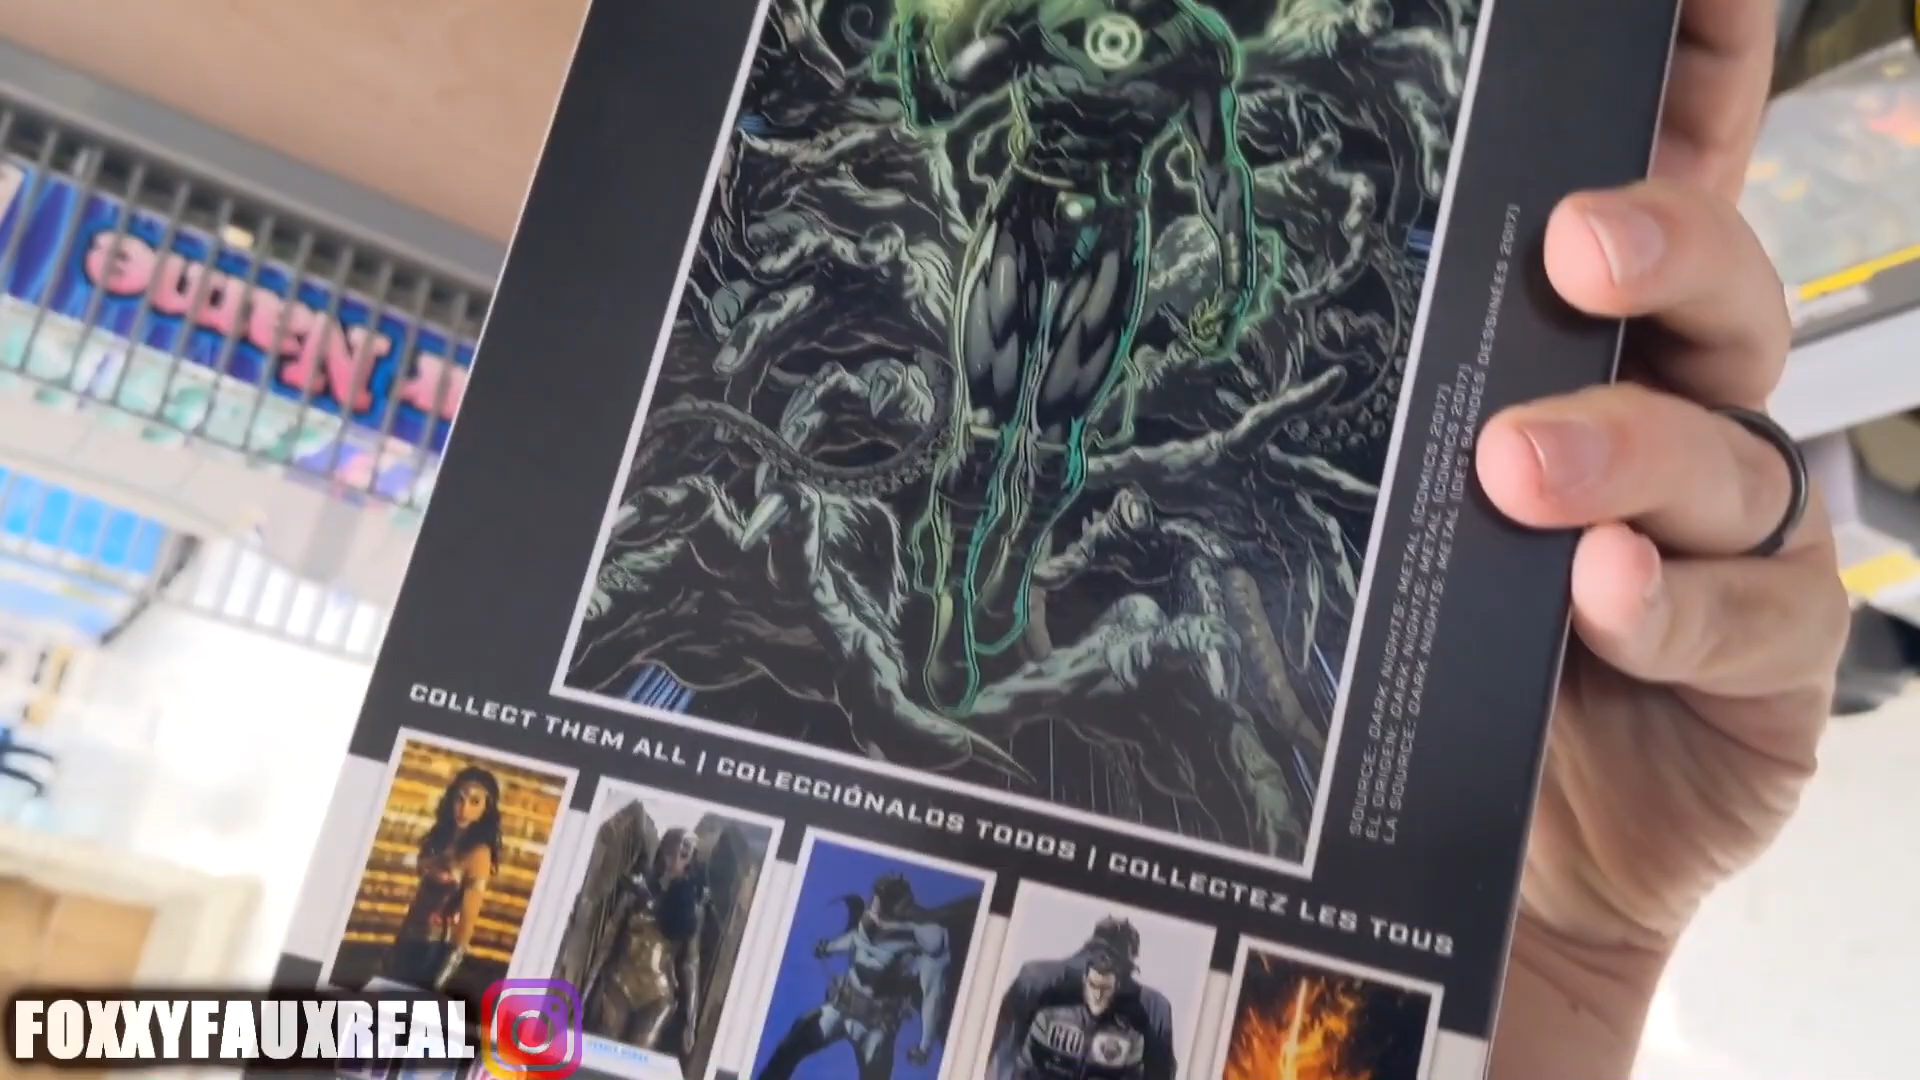 SOURCE: DARK NIGHTS: METAL (COMICS 2017)
EL ORIGEN: DARK NIGHTS: METAL (COMICS 2017)
LA SOURCE: DARK NIGHTS: METAL (DES BANDES DESSINÉES 2017)
COLLECT THEM ALL | COLECCIÓNALOS TODOS | COLLECTEZ LES TOUS
FOXXYFAUXREAL